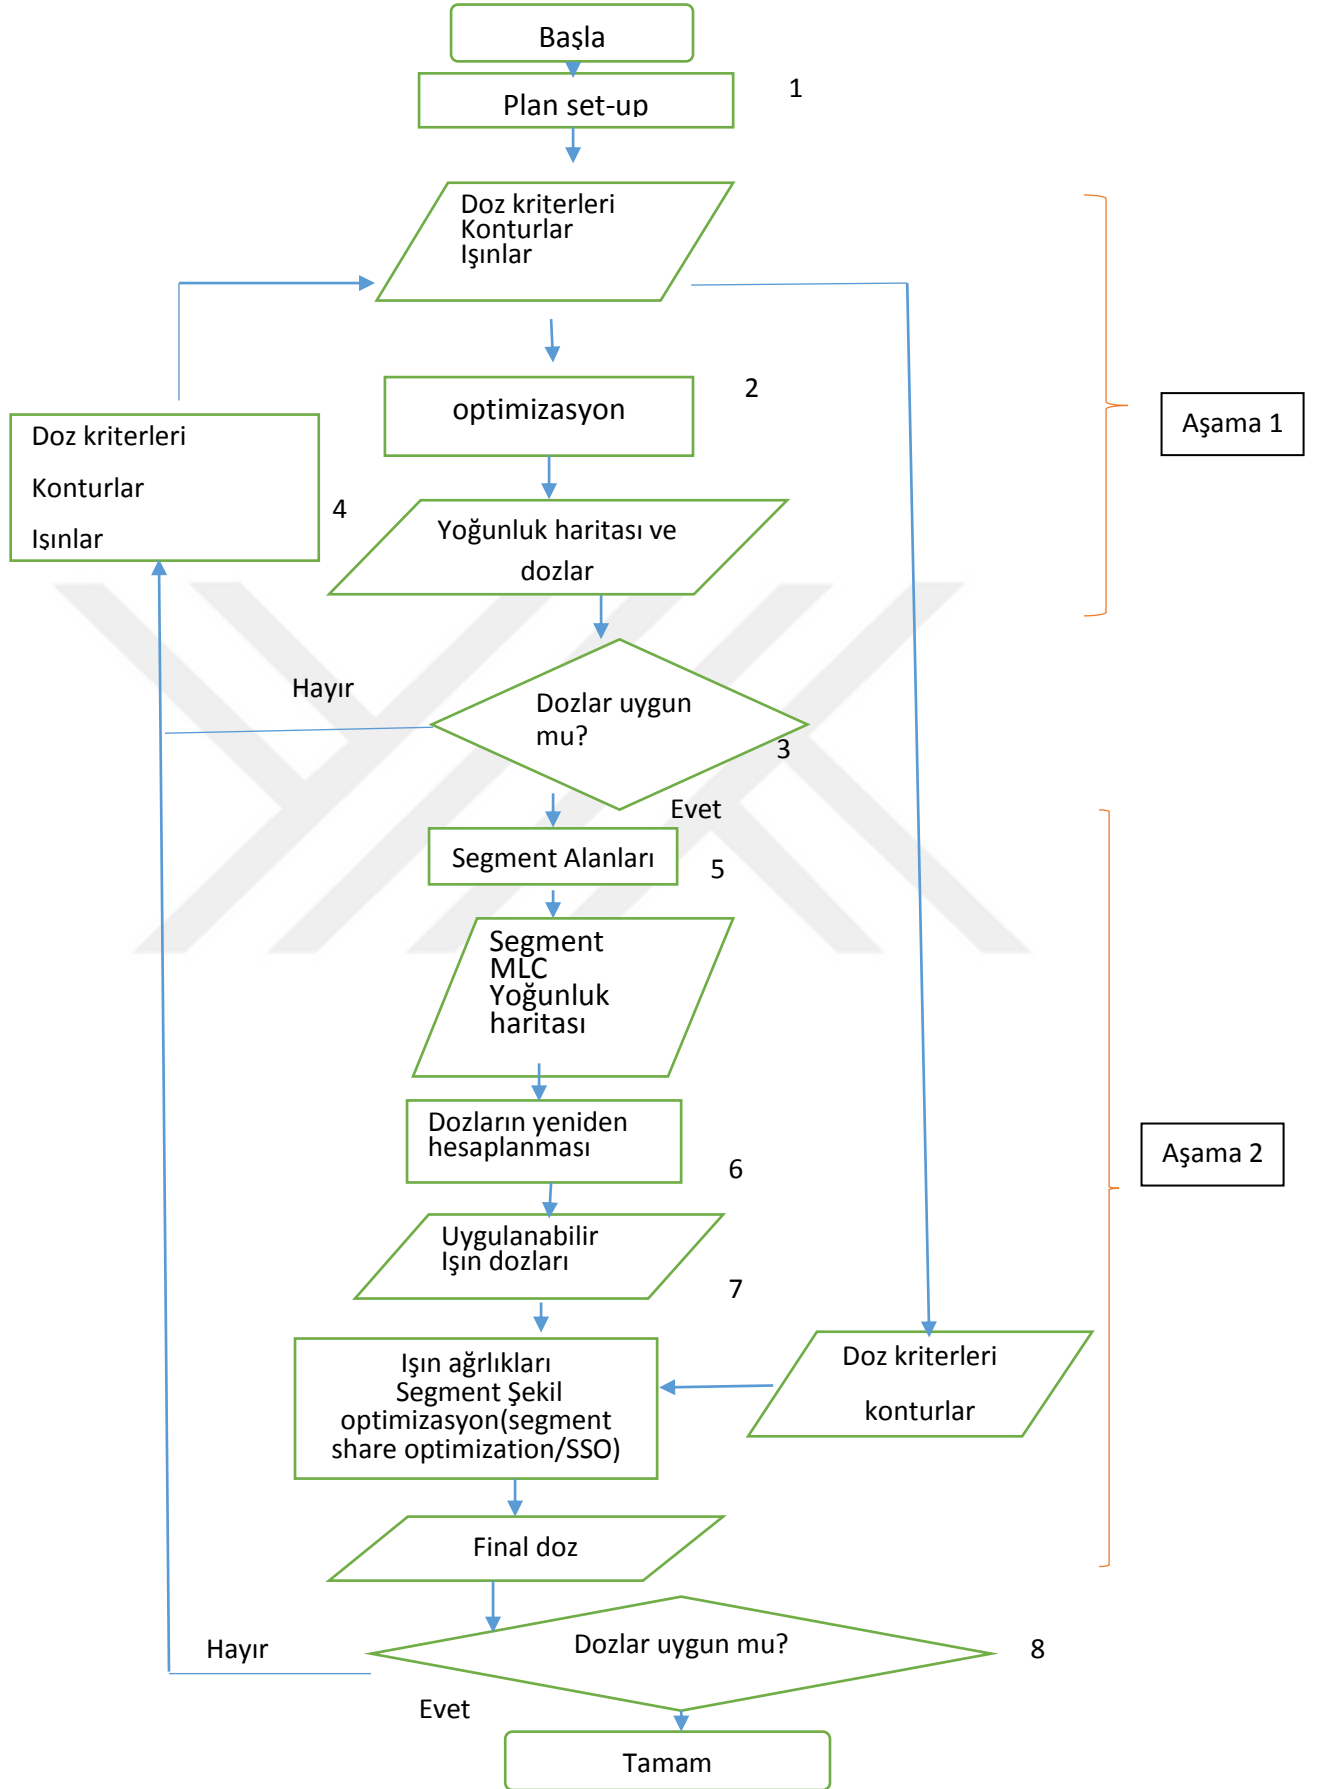 Başla
Plan set-up
1
Doz kriterleri
Konturlar
Işınlar
optimizasyon
2
Aşama 1
Doz kriterleri
Konturlar
Işınlar
4
Yoğunluk haritası ve
dozlar
Hayır
Dozlar uygun
mu?
3
Evet
Segment Alanları
5
Segment
MLC
Yoğunluk
haritası
Dozların yeniden
hesaplanması
6
Aşama 2
Uygulanabilir
Işın dozları
7
Işın ağrlıkları
Segment Şekil
optimizasyon(segment
share optimization/SSO)
Doz kriterleri
konturlar
Final doz
Hayır
Dozlar uygun mu?
8
Evet
Tamam